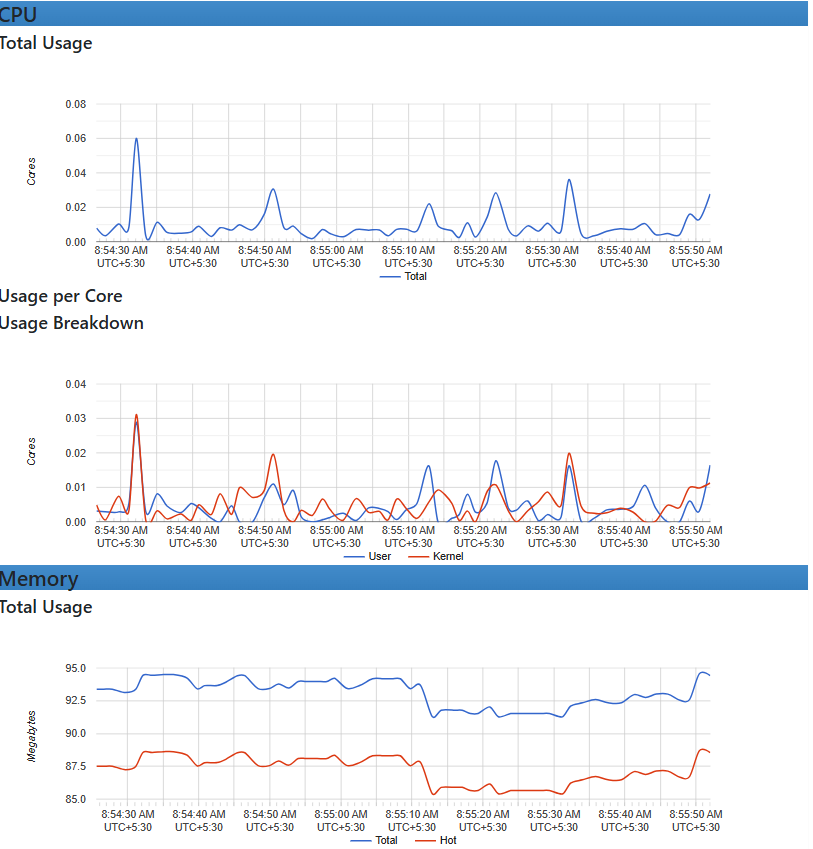 CPU
Total Usage
0.08
0.06
0.04
0.02
0.00
Cores
8:54:30 AM 8:54:40 AM 8:54:50 AM 8:55:00 AM 8:55:10 AM 8:55:20 AM 8:55:30 AM 8:55:40 AM 8:55:50 AM
UTC+5:30 UTC+5:30 UTC+5:30 UTC+5:30 UTC+5:30 UTC+5:30 UTC+5:30 UTC+5:30 UTC+5:30
Total
Usage per Core
Usage Breakdown
0.04
0.03
0.02
0.01
0.00
Cores
8:54:30 AM 8:54:40 AM 8:54:50 AM 8:55:00 AM 8:55:10 AM 8:55:20 AM 8:55:30 AM 8:55:40 AM 8:55:50 AM
UTC+5:30 UTC+5:30 UTC+5:30 UTC+5:30 UTC+5:30 UTC+5:30 UTC+5:30 UTC+5:30 UTC+5:30
User Kernel
Memory
Total Usage
95.0
92.5
90.0
87.5
85.0
Megabytes
8:54:30 AM 8:54:40 AM 8:54:50 AM 8:55:00 AM 8:55:10 AM 8:55:20 AM 8:55:30 AM 8:55:40 AM 8:55:50 AM
UTC+5:30 UTC+5:30 UTC+5:30 UTC+5:30 UTC+5:30 UTC+5:30 UTC+5:30 UTC+5:30 UTC+5:30
Total Hot